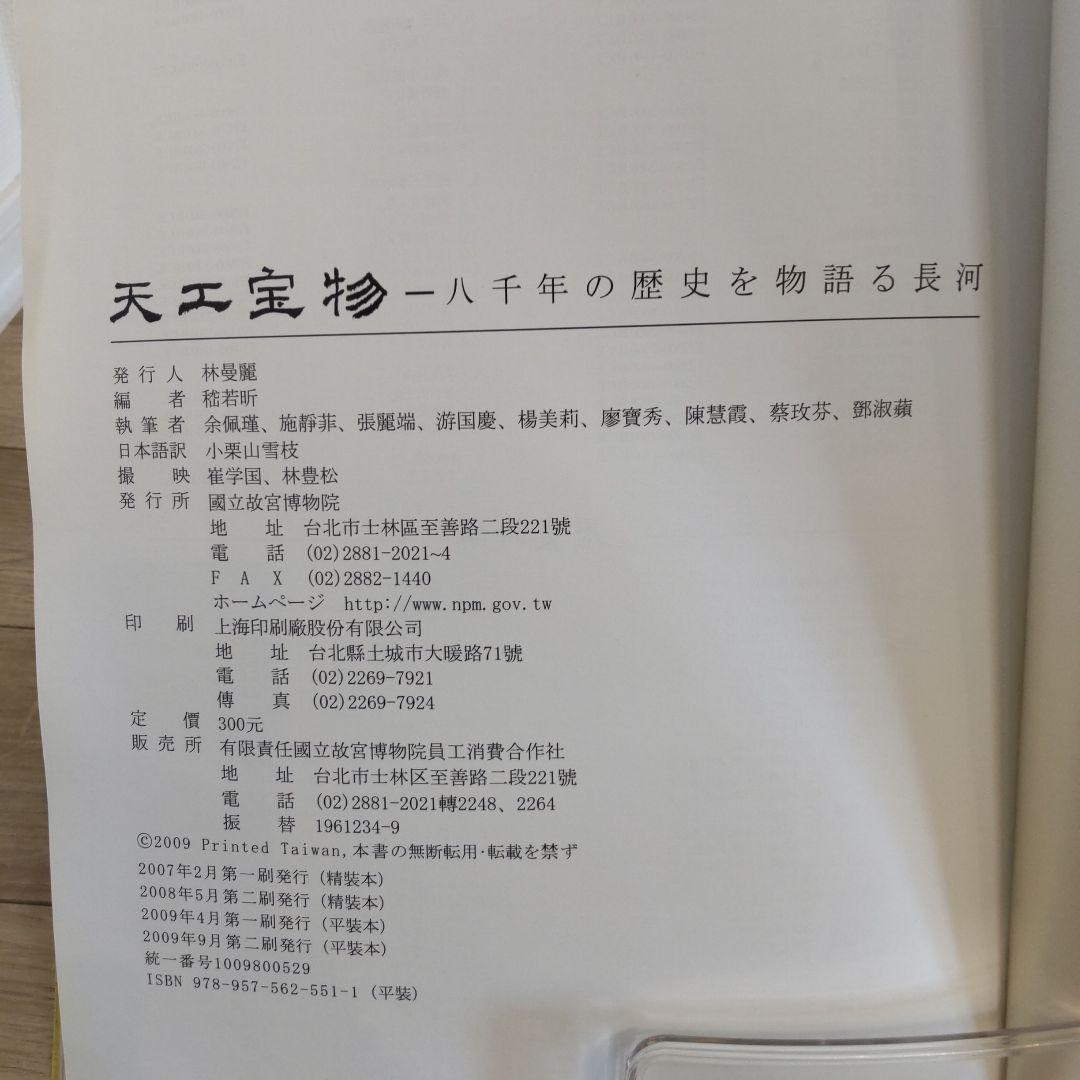 天工宝物 — 八千年の歴史を物語る長河
発行人 林曼麗
編者 嵇若昕
執筆者 余佩瑾、施靜菲、張麗端、游国慶、楊美莉、廖寶秀、陳慧霞、蔡玫芬、鄧淑蘋
日本語訳 小栗山雪枝
撮映 崔学国、林豊松
発行所 國立故宮博物院
地址 台北市士林區至善路二段221號
電話 (02)2881-2021~4
FAX (02)2882-1440
ホームページ http://www.npm.gov.tw
印刷 上海印刷廠股份有限公司
地址 台北縣土城市大暖路71號
電話 (02)2269-7921
傳真 (02)2269-7924
定價 300元
販売所 有限責任國立故宮博物院員工消費合作社
地址 台北市士林区至善路二段221號
電話 (02)2881-2021轉2248、2264
振替 1961234-9
©2009 Printed Taiwan,本書の無断転用・転載を禁ず
2007年2月第一刷発行 (精裝本)
2008年5月第二刷発行 (精裝本)
2009年4月第一刷発行 (平裝本)
2009年9月第二刷発行 (平裝本)
統一番号1009800529
ISBN 978-957-562-551-1 (平裝)